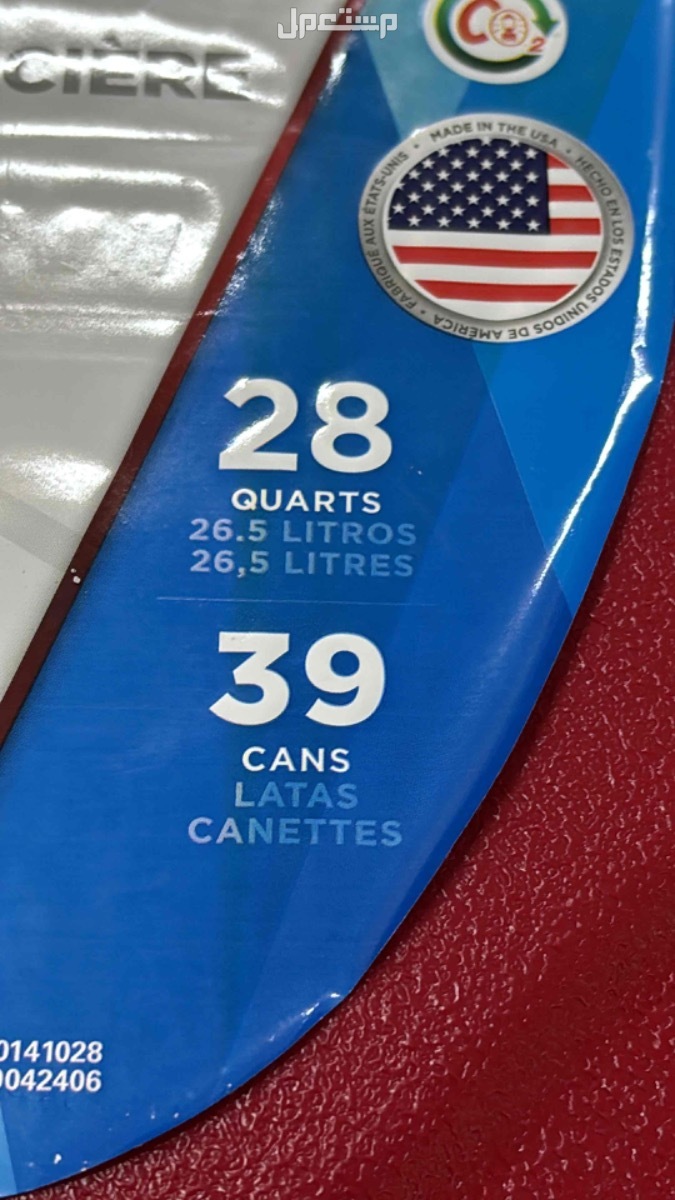 مستعمل
CIÈRE
CO2
MADE IN THE USA • HECHO EN LOS ESTADOS UNIDOS DE AMÉRICA • FABRIQUÉ AUX ÉTATS-UNIS •
28
QUARTS
26.5 LITROS
26,5 LITRES
39
CANS
LATAS
CANETTES
0141028
0042406